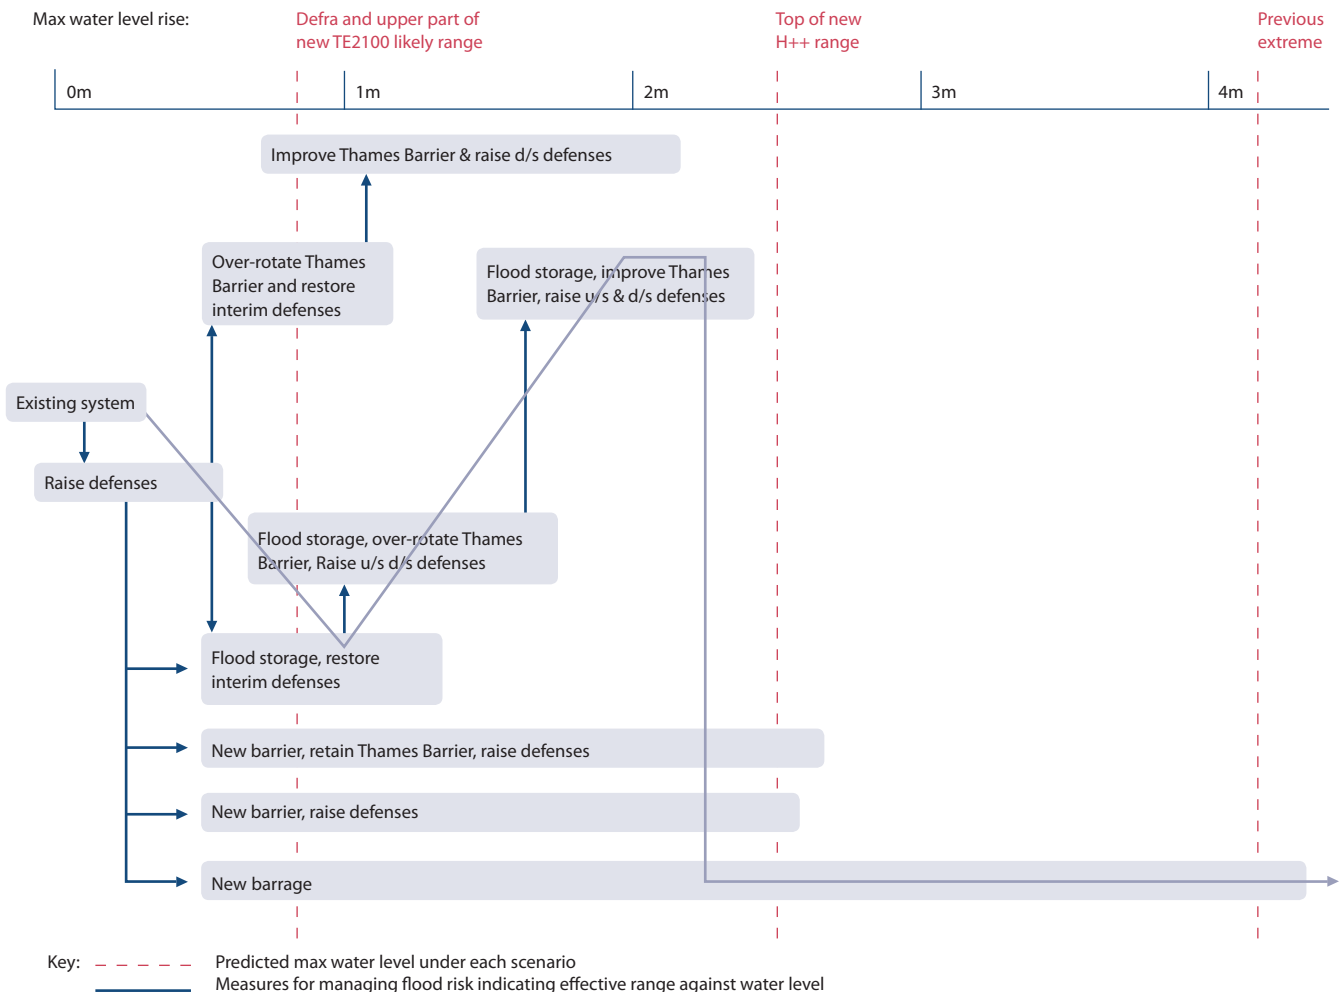 Max water level rise:
Defra and upper part of
new TE2100 likely range
Top of new
H++ range
Previous
extreme
0m
1m
2m
3m
4m
Improve Thames Barrier & raise d/s defenses
Over-rotate Thames
Barrier and restore
interim defenses
Flood storage, improve Thames
Barrier, raise u/s & d/s defenses
Existing system
Raise defenses
Flood storage, over-rotate Thames
Barrier, Raise u/s d/s defenses
Flood storage, restore
interim defenses
New barrier, retain Thames Barrier, raise defenses
New barrier, raise defenses
New barrage
Key:
Predicted max water level under each scenario
Measures for managing flood risk indicating effective range against water level